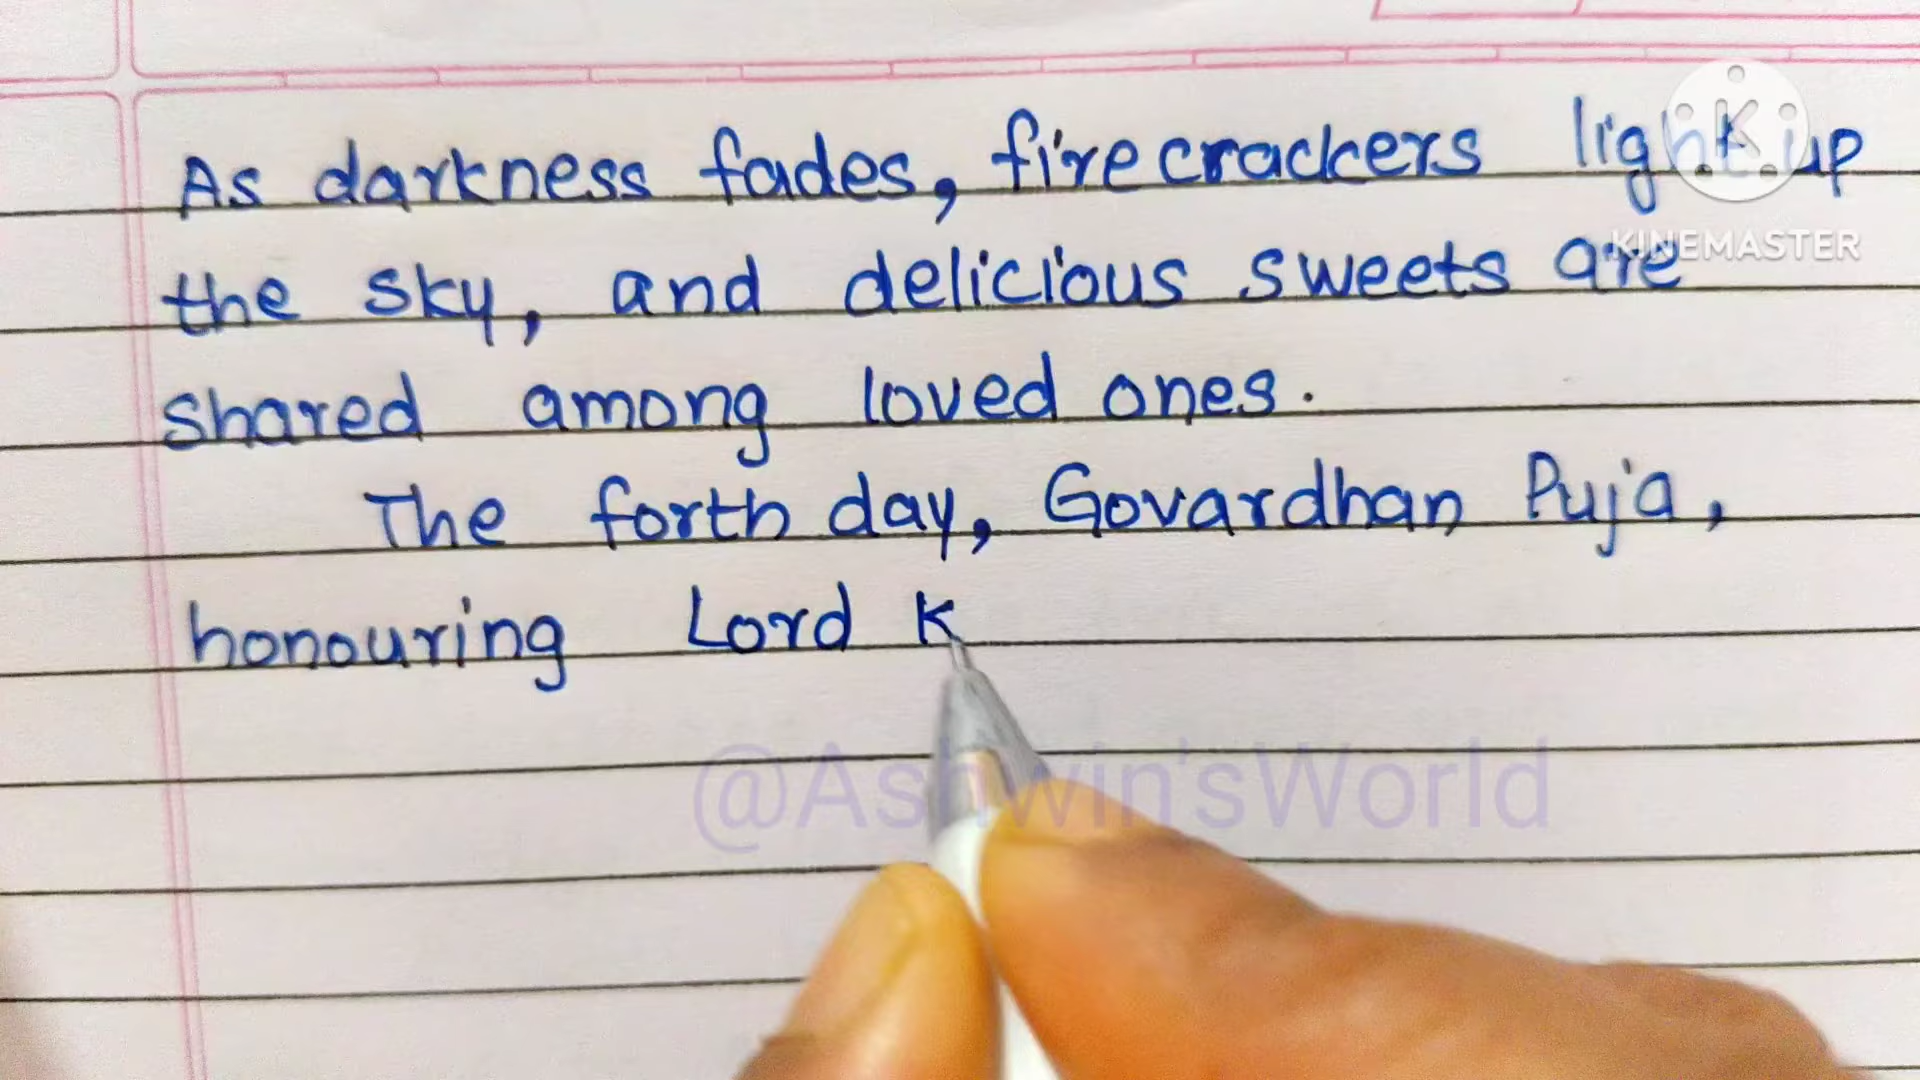 As darkness fades, firecrackers light up
the sky, and delicious sweets are
shared among loved ones.
The forth day, Govardhan Puja,
honouring Lord K
K
KINEMASTER
@Ashwin'sWorld